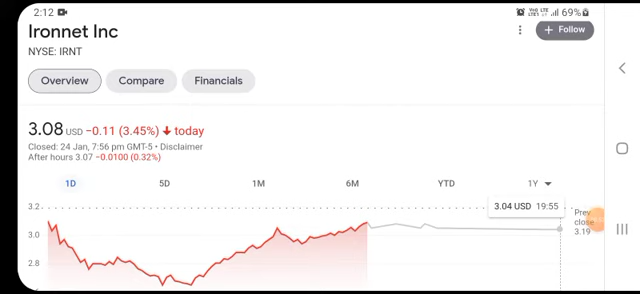 2:12
69%
Ironnet Inc
NYSE: IRNT
+ Follow
Overview
Compare
Financials
3.08 USD −0.11 (3.45%) today
Closed: 24 Jan, 7:56 pm GMT-5 • Disclaimer
After hours 3.07 −0.0100 (0.32%)
1D
5D
1M
6M
YTD
1Y
3.04 USD 19:55
3.2
3.0
2.8
Prev
close
3.19